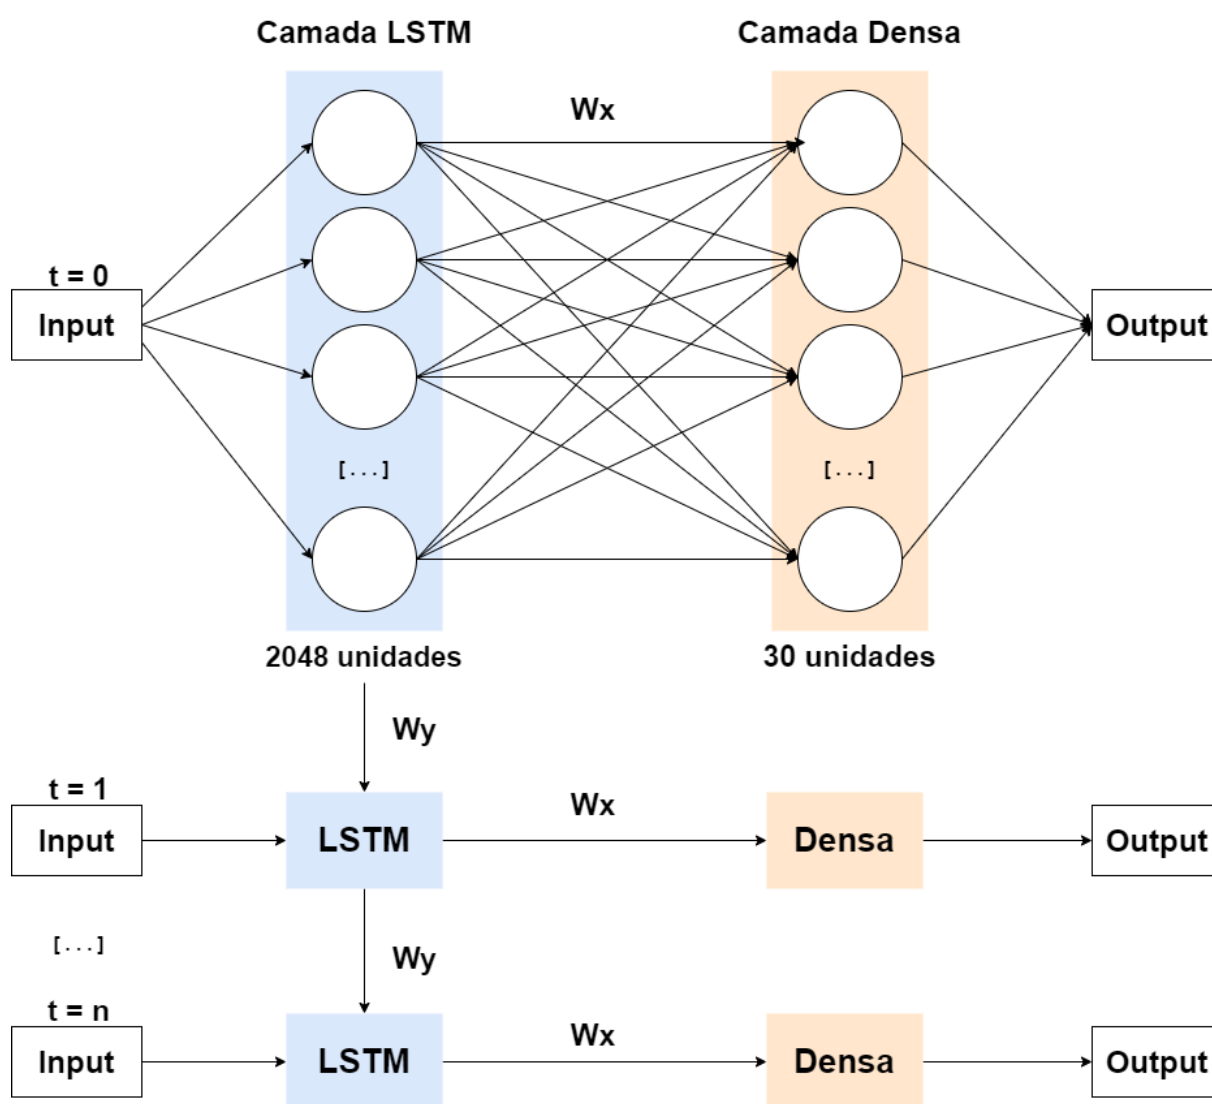 Camada LSTM
Camada Densa
Wx
t = 0
Input
Output
[...]
[...]
2048 unidades
30 unidades
Wy
t = 1
Input
LSTM
Wx
Densa
Output
[...]
Wy
t = n
Input
LSTM
Wx
Densa
Output